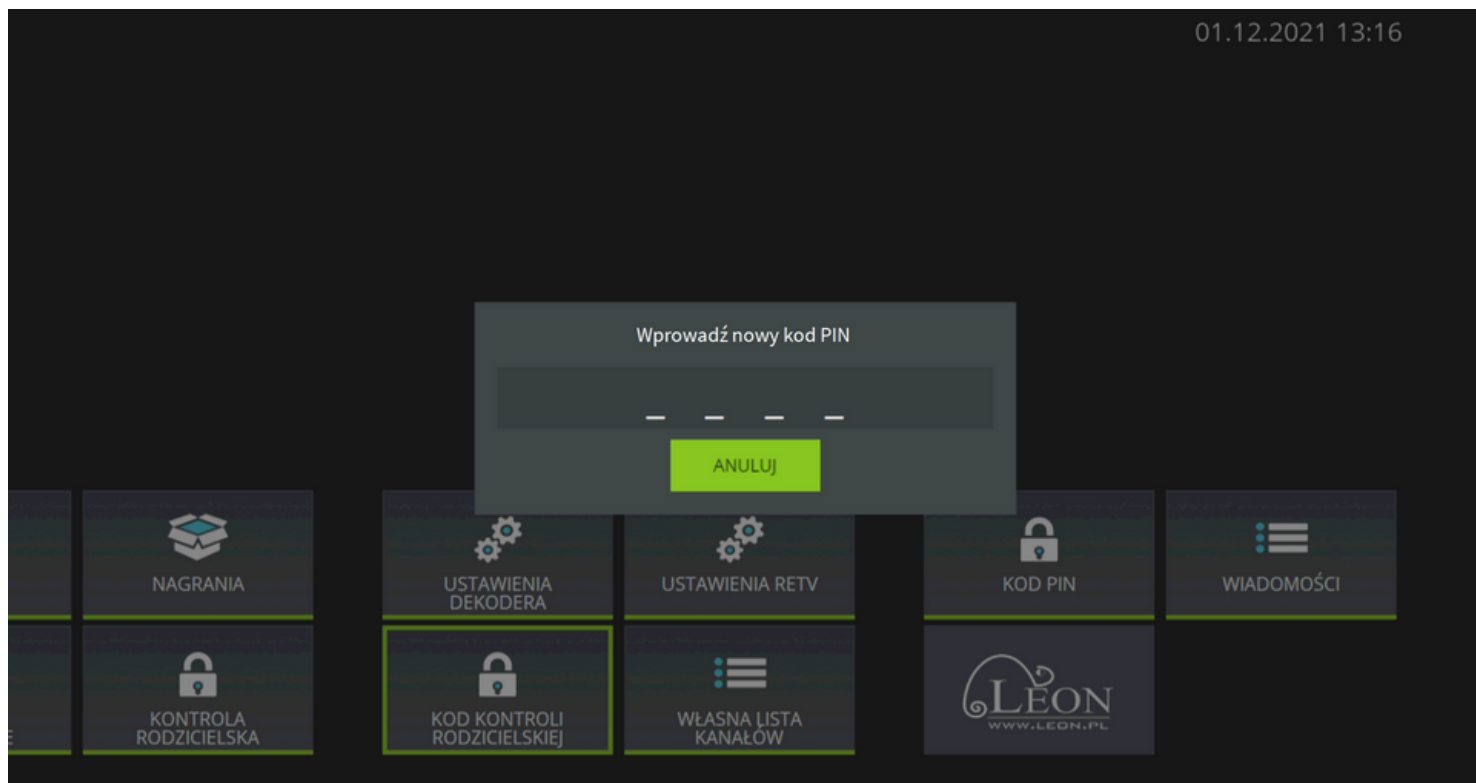 01.12.2021 13:16
Wprowadź nowy kod PIN
ANULUJ
NAGRANIA
USTAWIENIA
DEKODERA
USTAWIENIA RETV
KOD PIN
WIADOMOŚCI
KONTROLA
RODZICIELSKA
KOD KONTROLI
RODZICIELSKIEJ
WŁASNA LISTA
KANAŁÓW
LEON
WWW.LEON.PL